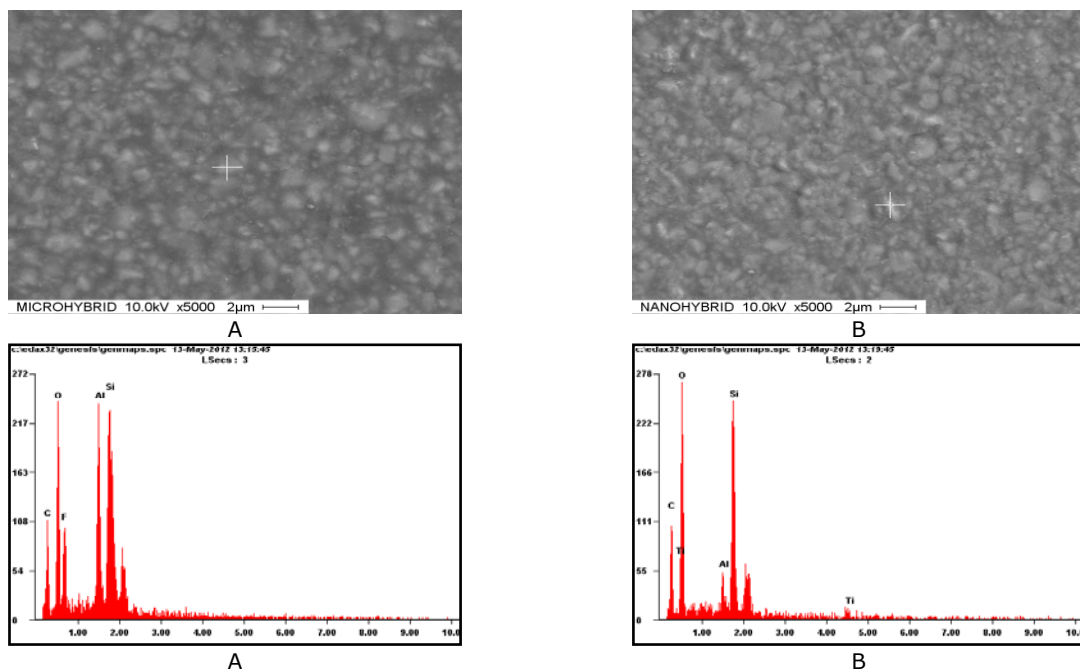 MICROHYBRID 10.0kV x5000 2µm
A
NANOHYBRID 10.0kV x5000 2µm
B
c:\edax32\genesis\genmaps.spc 13-May-2012 13:15:45
LSecs : 3
272
217
163
108
54
0
C
O
F
Al
Si
1.00 2.00 3.00 4.00 5.00 6.00 7.00 8.00 9.00 10.0
A
c:\edax32\genesis\genmaps.spc 13-May-2012 13:19:45
LSecs : 2
278
222
166
111
55
0
C
Ti
O
Al
Si
Ti
1.00 2.00 3.00 4.00 5.00 6.00 7.00 8.00 9.00 10.
B